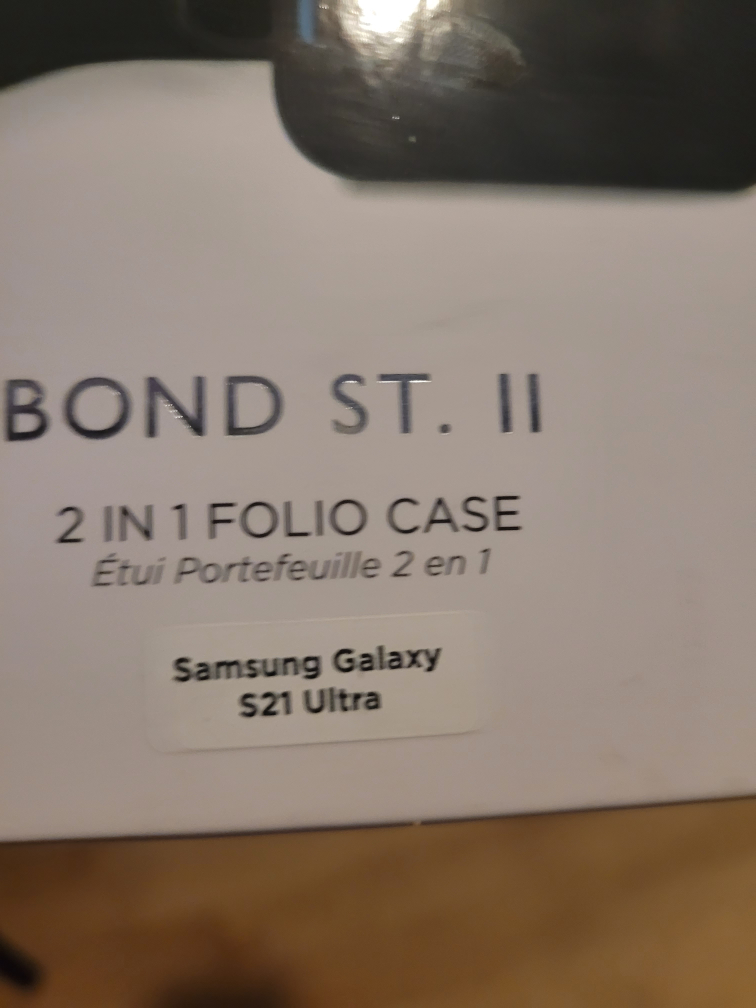 BOND ST. II
2 IN 1 FOLIO CASE
Étui Portefeuille 2 en 1
Samsung Galaxy
S21 Ultra